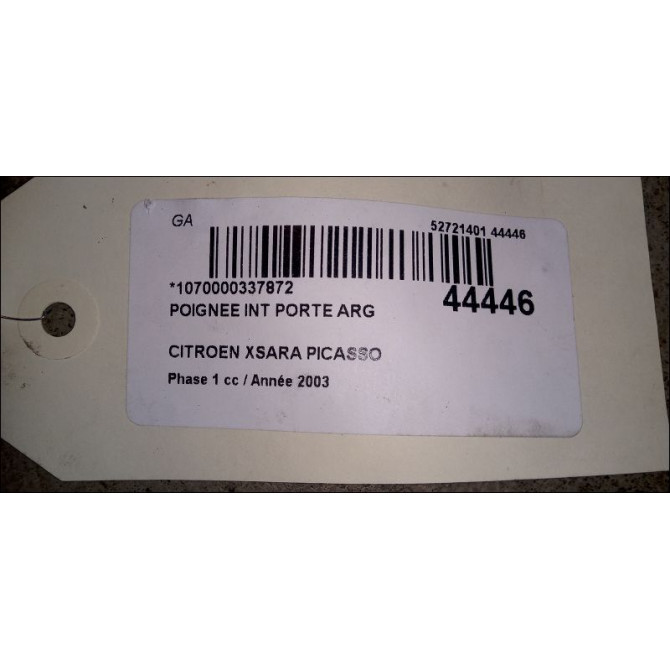 GA
52721401 44446
*1070000337872
44446
POIGNEE INT PORTE ARG
CITROEN XSARA PICASSO
Phase 1 cc / Année 2003